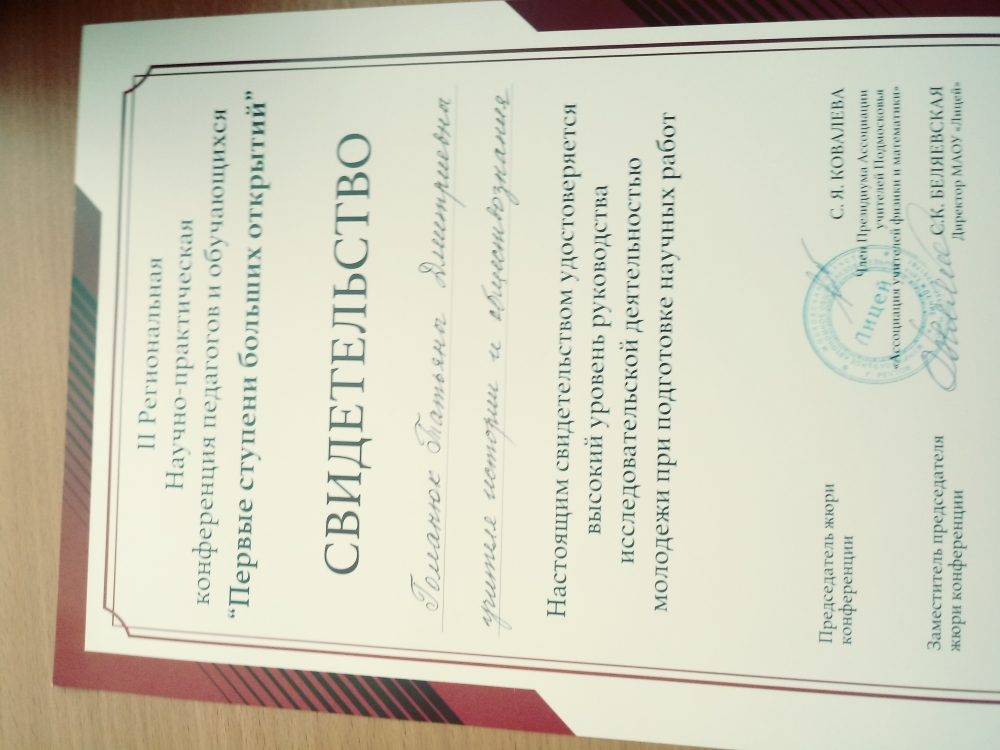 II Региональная
Научно-практическая
конференция педагогов и обучающихся
“Первые ступени больших открытий”
СВИДЕТЕЛЬСТВО
Татьяна Дмитриевна
учитель истории и обществознания
Настоящим свидетельством удостоверяется
высокий уровень руководства
исследовательской деятельностью
молодежи при подготовке научных работ
Председатель жюри
конференции
С. Я. КОВАЛЕВА
Член Президиума Ассоциации
учителей Подмосковья
«Ассоциация учителей физики и математики»
Лицей
Заместитель председателя
жюри конференции
С.К. БЕЛЯЕВСКАЯ
Директор МАОУ «Лицей»